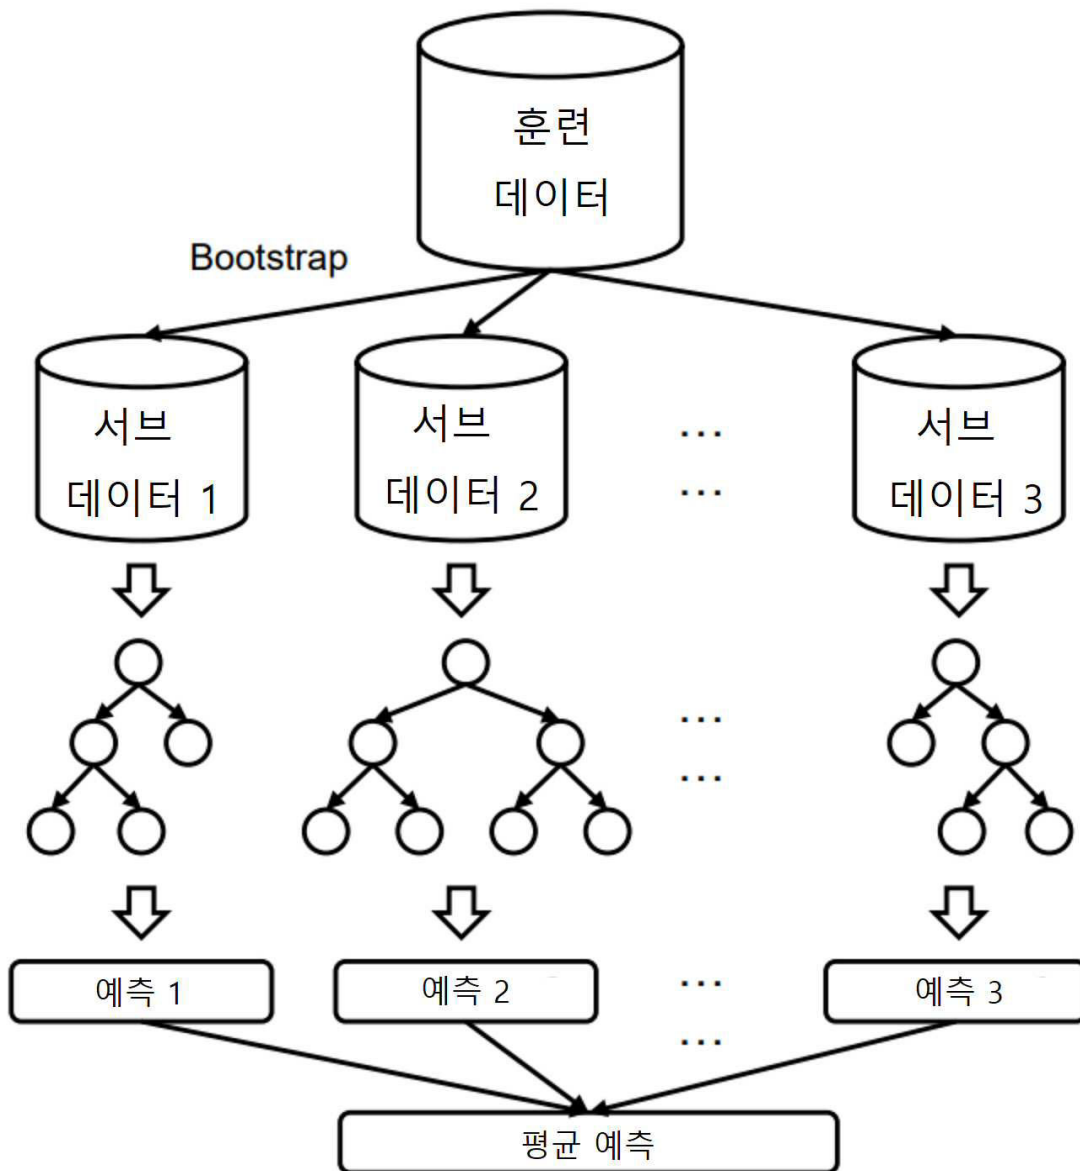 훈련
데이터
Bootstrap
서브
데이터 1
서브
데이터 2
... 
...
서브
데이터 3
...
...
예측 1
예측 2
...
...
예측 3
평균 예측